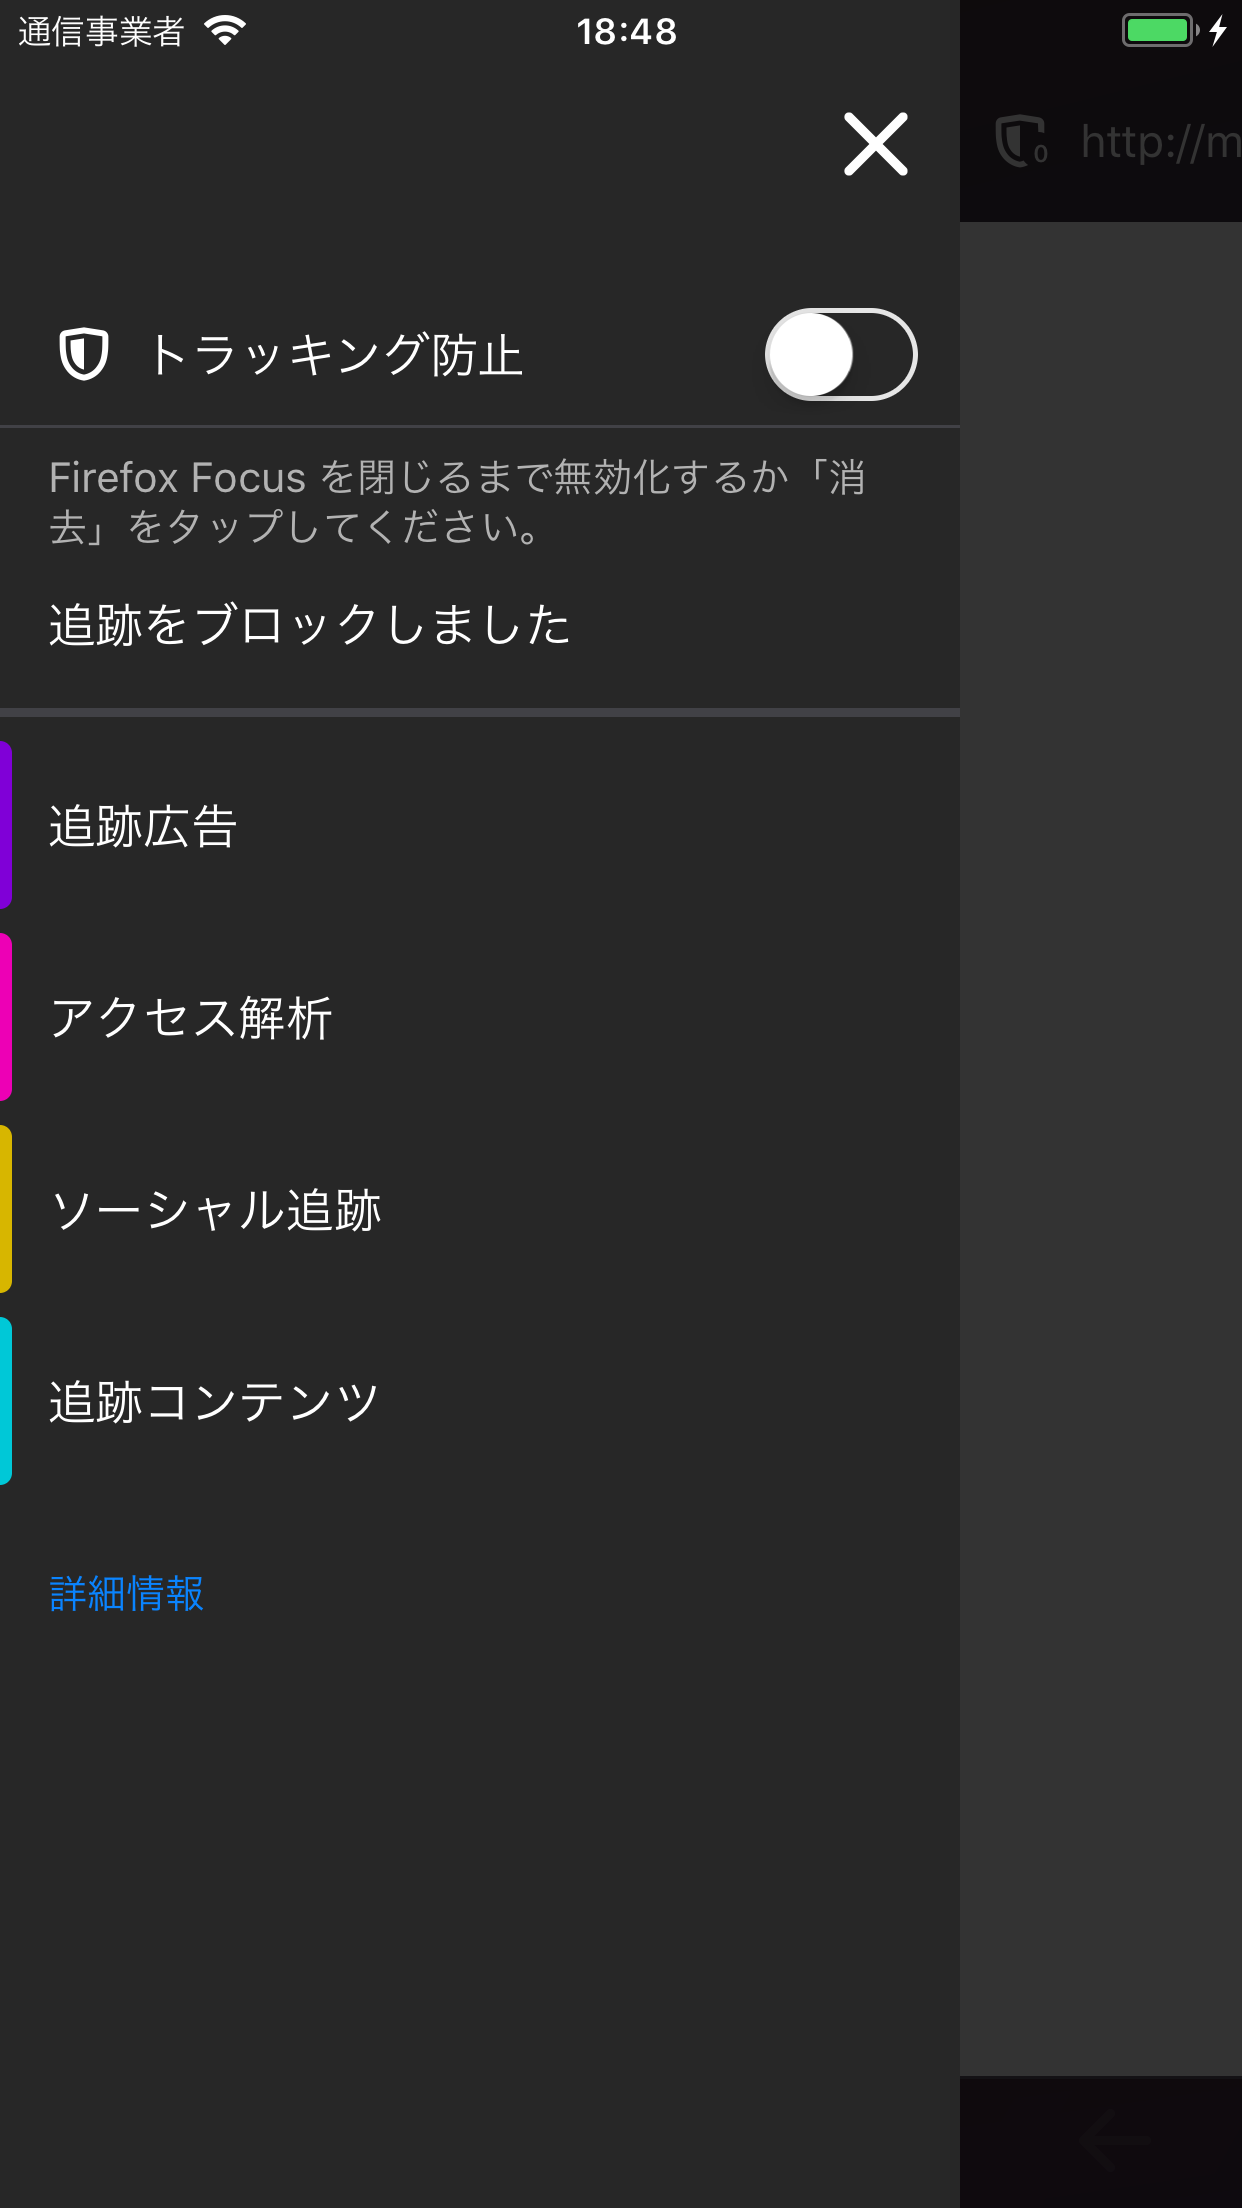 通信事業者
18:48
0
http://m
トラッキング防止
Firefox Focus を閉じるまで無効化するか「消
去」をタップしてください。
追跡をブロックしました
追跡広告
アクセス解析
ソーシャル追跡
追跡コンテンツ
詳細情報